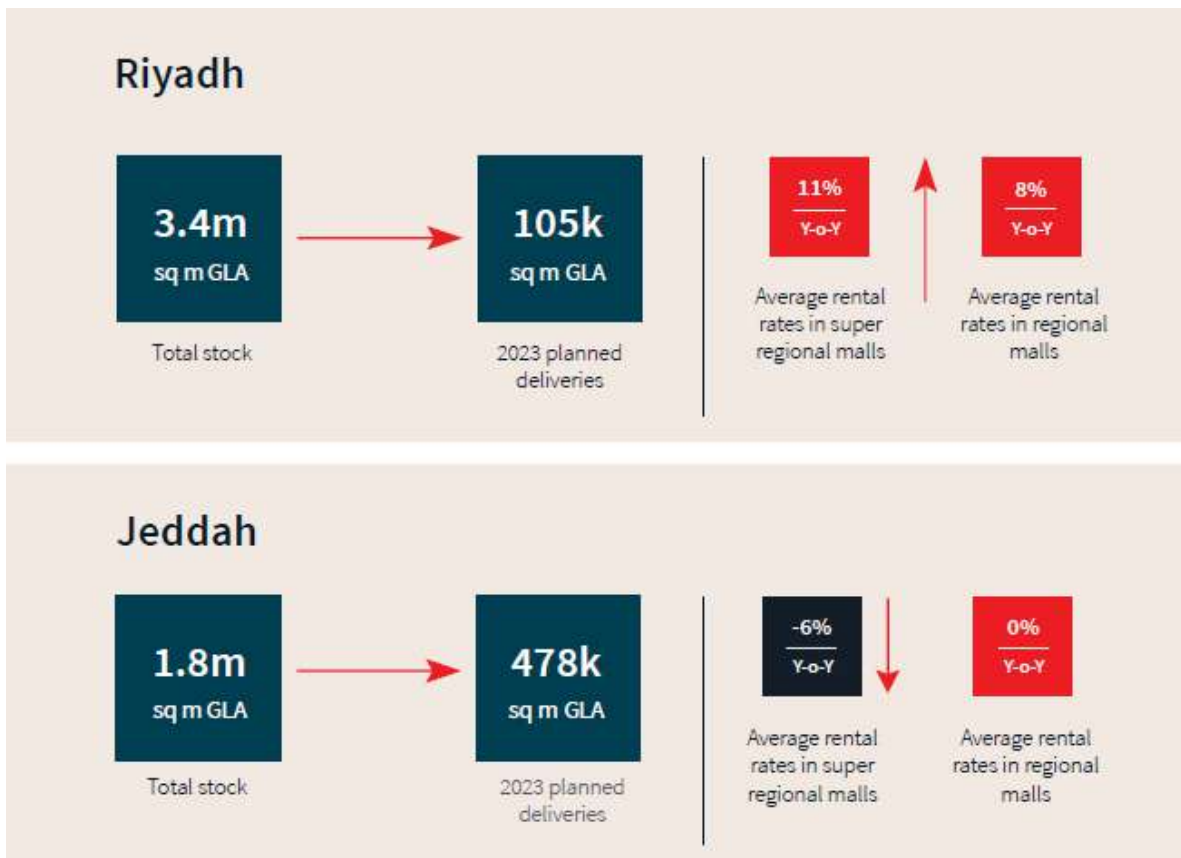 Riyadh
3.4m
sq m GLA
Total stock
105k
sq m GLA
2023 planned
deliveries
11%
Y-o-Y
Average rental
rates in super
regional malls
8%
Y-o-Y
Average rental
rates in regional
malls
Jeddah
1.8m
sq m GLA
Total stock
478k
sq m GLA
2023 planned
deliveries
-6%
Y-o-Y
Average rental
rates in super
regional malls
0%
Y-o-Y
Average rental
rates in regional
malls